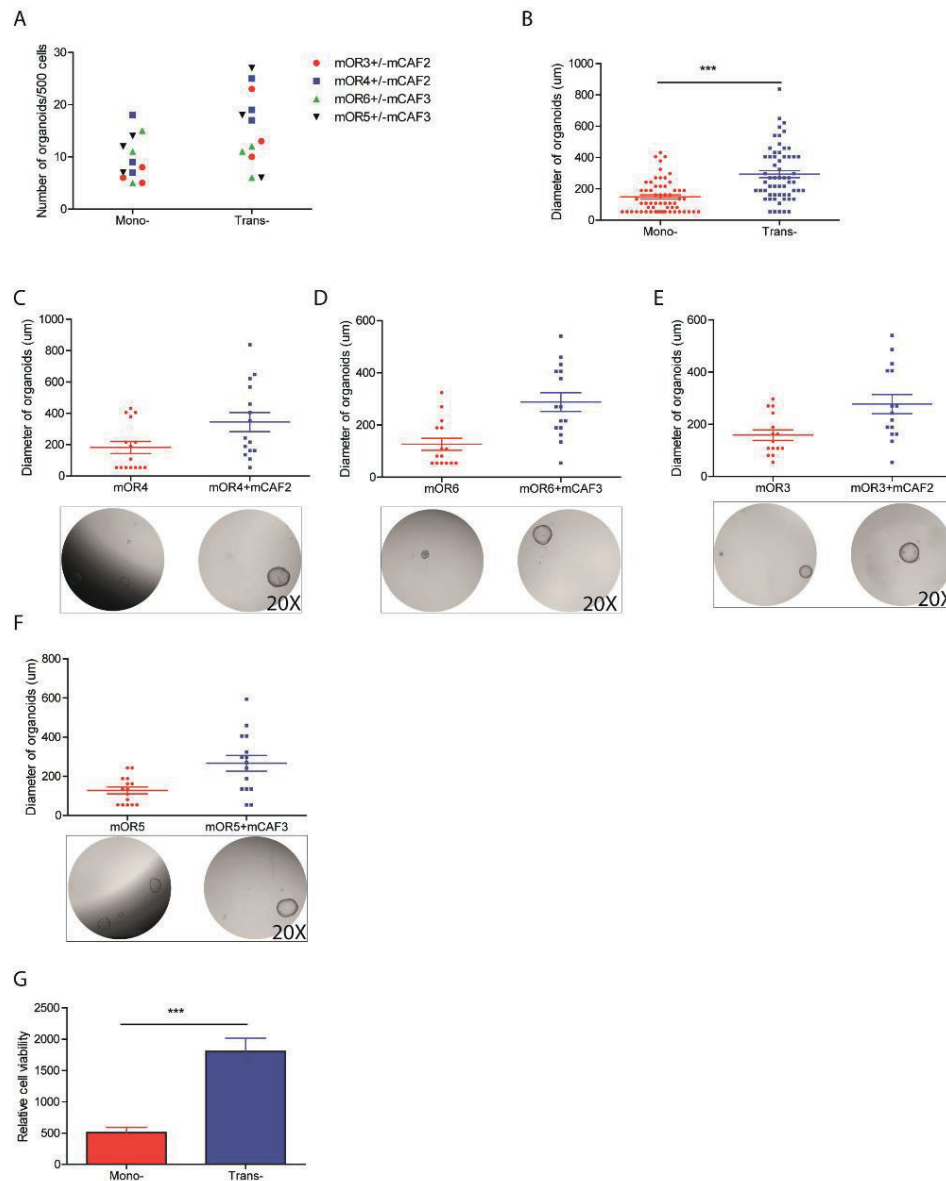 A
Number of organoids/500 cells
30
20
10
0
Mono-
Trans-
mOR3+/-mCAF2
mOR4+/-mCAF2
mOR6+/-mCAF3
mOR5+/-mCAF3
B
Diameter of organoids (um)
1000
800
600
400
200
0
***
Mono-
Trans-
C
Diameter of organoids (um)
1000
800
600
400
200
0
mOR4
mOR4+mCAF2
20X
D
Diameter of organoids (um)
600
400
200
0
mOR6
mOR6+mCAF3
20X
E
Diameter of organoids (um)
600
400
200
0
mOR3
mOR3+mCAF2
20X
F
Diameter of organoids (um)
800
600
400
200
0
mOR5
mOR5+mCAF3
20X
G
Relative cell viability
2500
2000
1500
1000
500
0
***
Mono-
Trans-